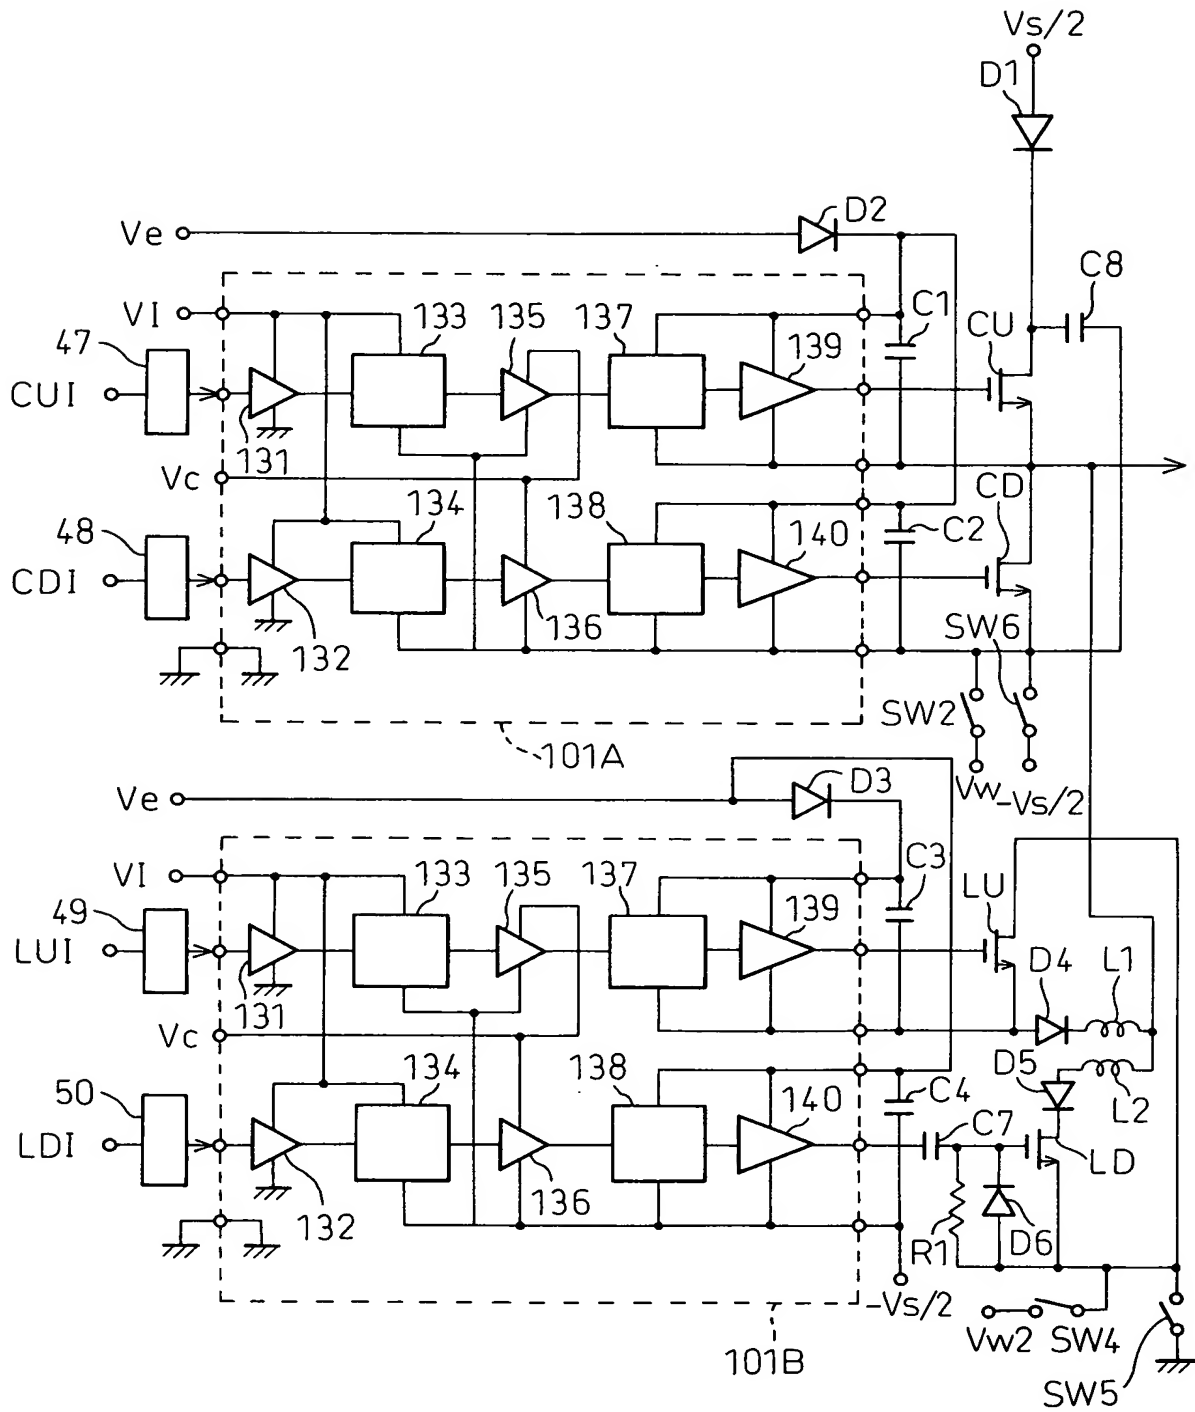 Vs/2
D1
Ve
D2
C8
VI
133
135
137
139
C1
CU
47
CUI
131
Vc
134
138
140
C2
CD
48
CDI
132
136
SW6
SW2
101A
Vw
-Vs/2
Ve
D3
VI
133
135
137
139
C3
LU
49
LUI
131
D4
L1
Vc
134
138
140
C4
D5
L2
50
C7
LDI
LD
132
136
R1
D6
-Vs/2
Vw2
SW4
101B
SW5